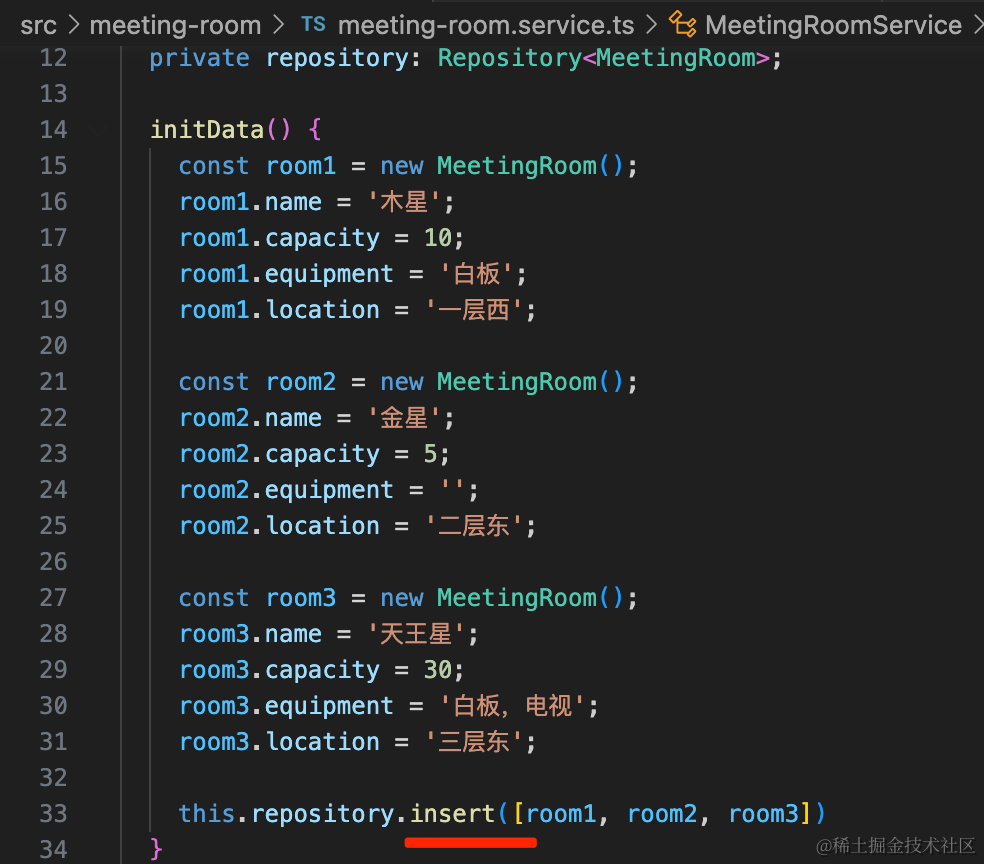 src > meeting-room > TS meeting-room.service.ts > MeetingRoomService >
12 private repository: Repository<MeetingRoom>;
13
14 initData() {
15 const room1 = new MeetingRoom();
16 room1.name = '木星';
17 room1.capacity = 10;
18 room1.equipment = '白板';
19 room1.location = '一层西';
20
21 const room2 = new MeetingRoom();
22 room2.name = '金星';
23 room2.capacity = 5;
24 room2.equipment = '';
25 room2.location = '二层东';
26
27 const room3 = new MeetingRoom();
28 room3.name = '天王星';
29 room3.capacity = 30;
30 room3.equipment = '白板，电视';
31 room3.location = '三层东';
32
33 this.repository.insert([room1, room2, room3])
34 }
@稀土掘金技术社区